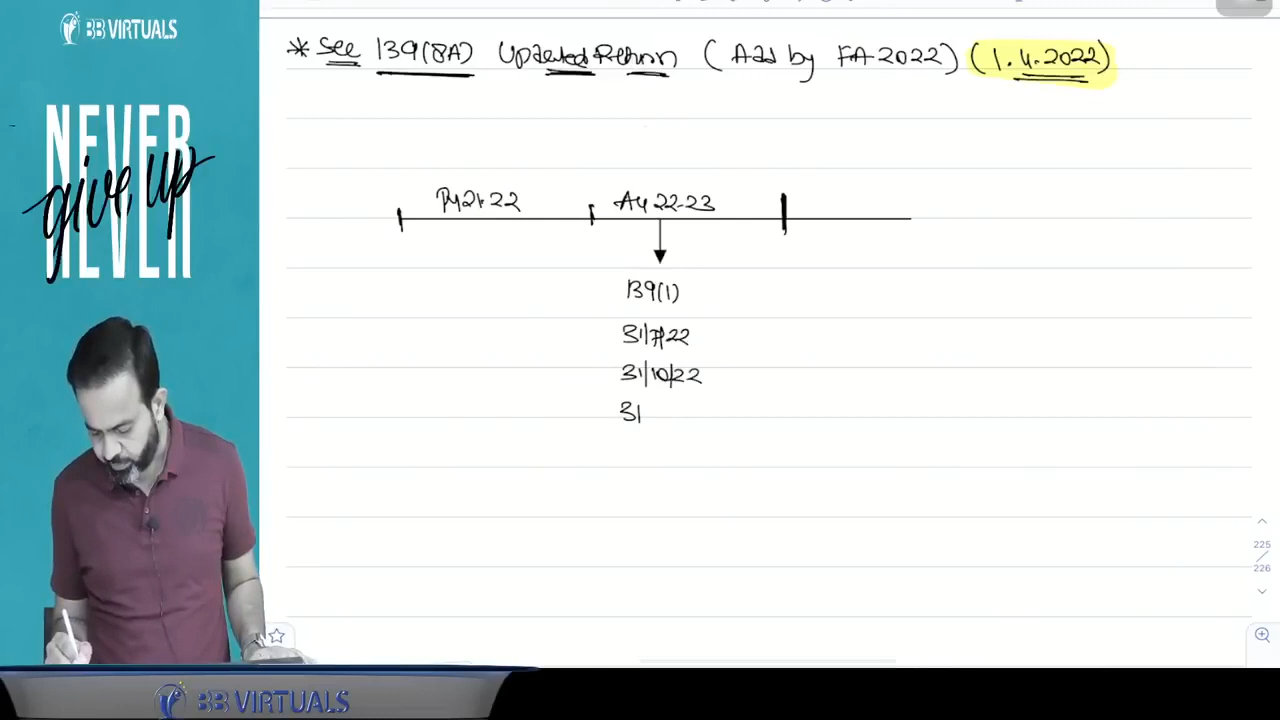 BB VIRTUALS
NEVER
give up
NEVER
* See 139(8A) Updated Return (Add by FA 2022) (1.4.2022)
Py 21-22 Ay 22-23
139(1)
31/7/22
31/10/22
31
225
226
BB VIRTUALS